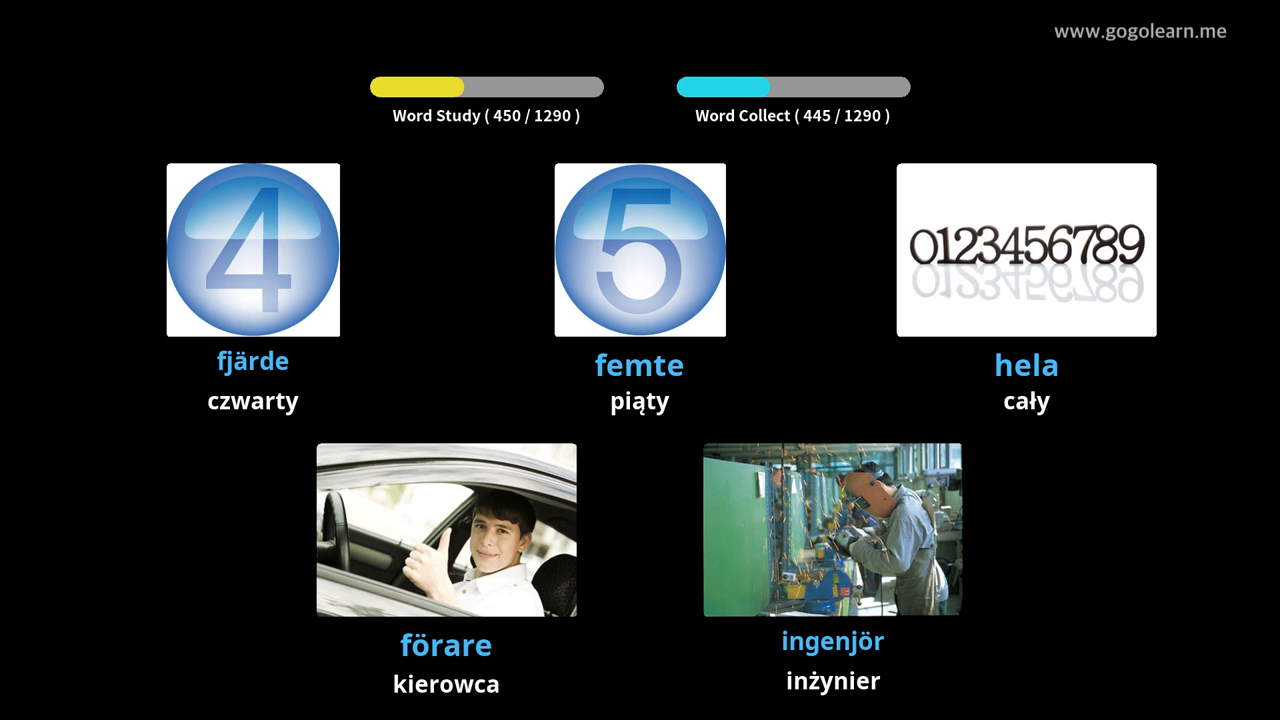 www.gogolearn.me
Word Study ( 450 / 1290 )
Word Collect ( 445 / 1290 )
4
5
0123456789
fjärde
femte
hela
czwarty
piąty
cały
förare
ingenjör
kierowca
inżynier